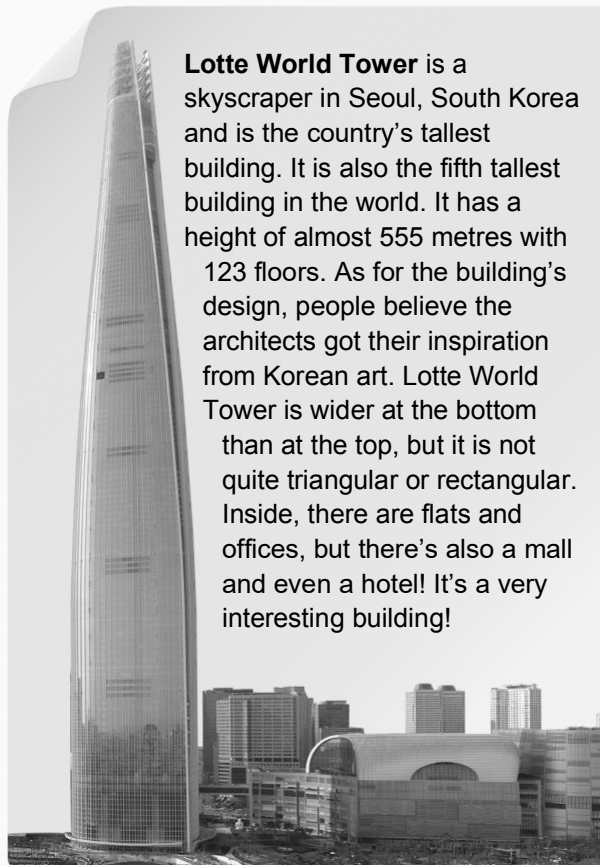 Lotte World Tower is a
skyscraper in Seoul, South Korea
and is the country’s tallest
building. It is also the fifth tallest
building in the world. It has a
height of almost 555 metres with
123 floors. As for the building’s
design, people believe the
architects got their inspiration
from Korean art. Lotte World
Tower is wider at the bottom
than at the top, but it is not
quite triangular or rectangular.
Inside, there are flats and
offices, but there’s also a mall
and even a hotel! It’s a very
interesting building!